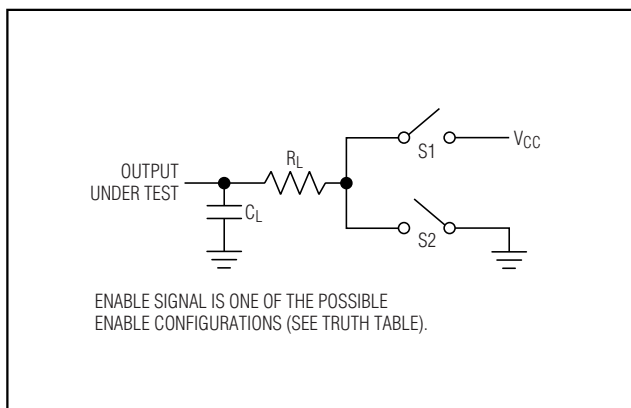 OUTPUT
UNDER TEST
RL
CL
S1
VCC
S2
ENABLE SIGNAL IS ONE OF THE POSSIBLE
ENABLE CONFIGURATIONS (SEE TRUTH TABLE).